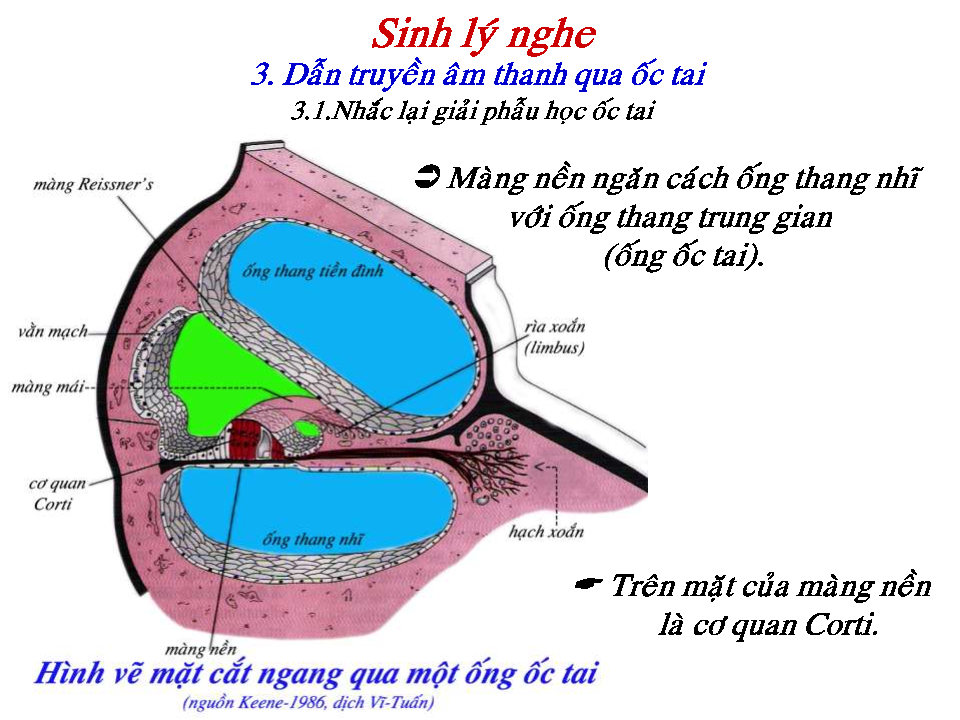 Sinh lý nghe
3. Dẫn truyền âm thanh qua ốc tai
3.1.Nhắc lại giải phẫu học ốc tai
➲ Màng nền ngăn cách ống thang nhĩ
với ống thang trung gian
(ống ốc tai).
màng Reissner's
ống thang tiền đình
vằn mạch
rìa xoắn
(limbus)
màng mái
cơ quan
Corti
ống thang nhĩ
hạch xoắn
màng nền
☛ Trên mặt của màng nền
là cơ quan Corti.
Hình vẽ mặt cắt ngang qua một ống ốc tai
(nguồn Keene-1986, dịch Vĩ-Tuấn)